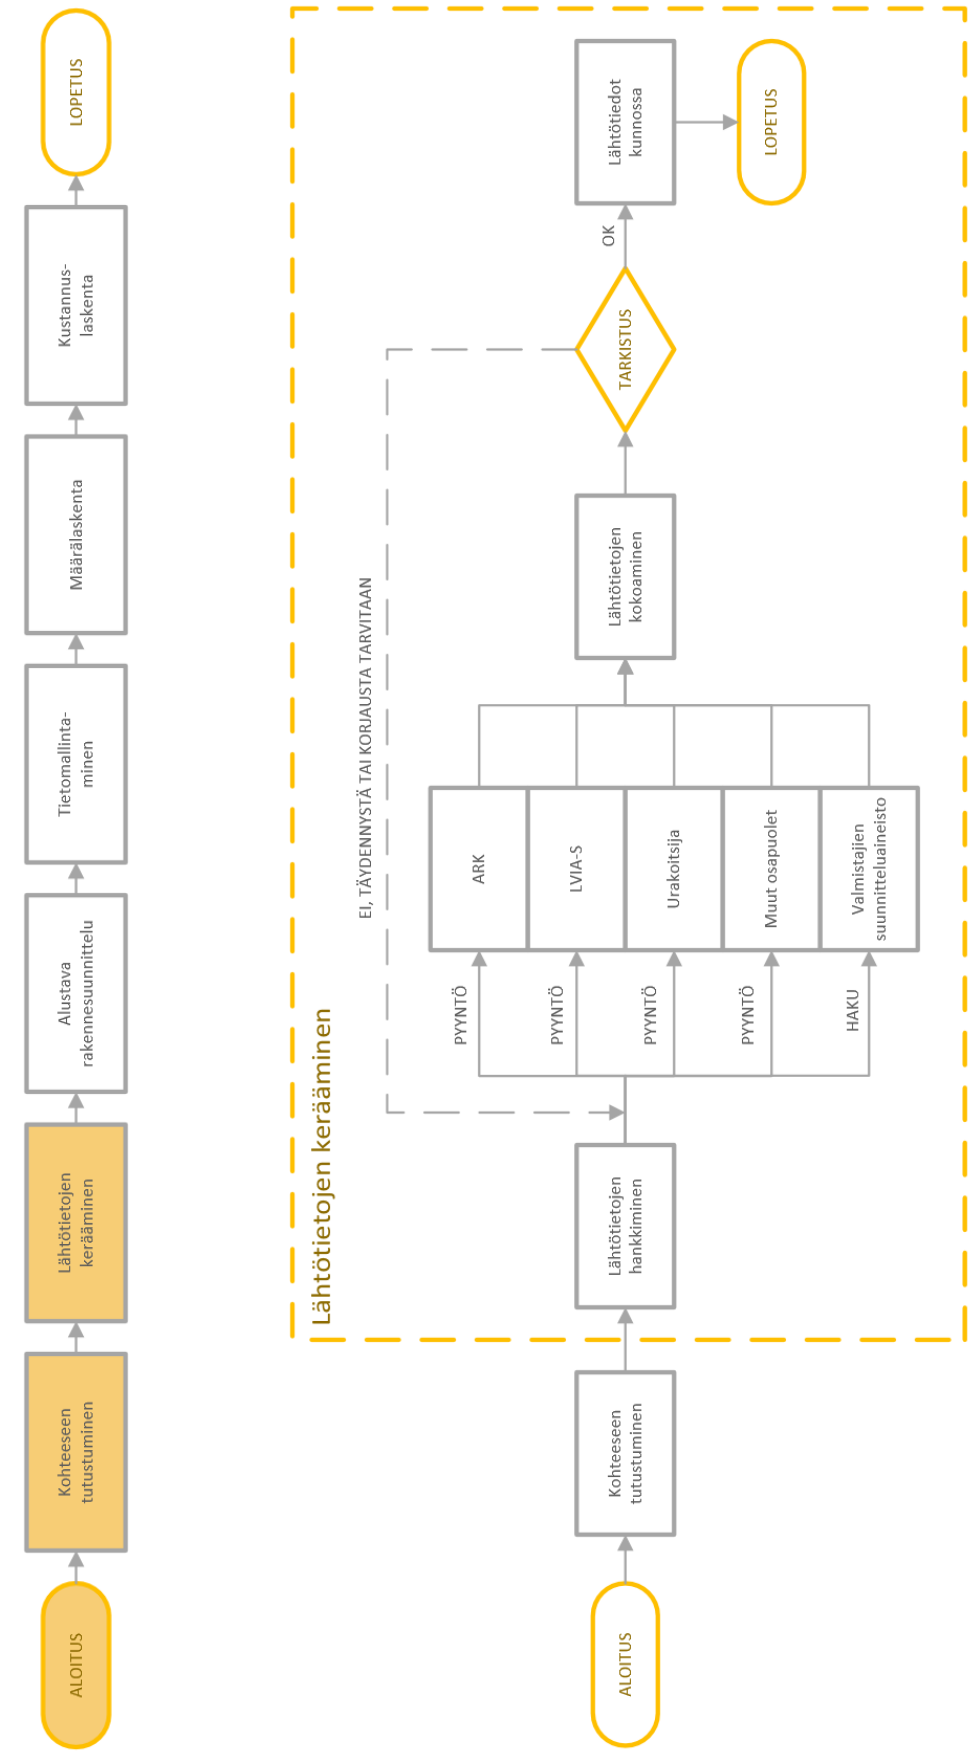 ALOITUS
Kohteeseen
tutustuminen
Lähtötietojen
kerääminen
Alustava
rakennesuunnittelu
Tietomallinta-
minen
Määrälaskenta
Kustannus-
laskenta
LOPETUS
Lähtötietojen kerääminen
EI, TÄYDENNYSTÄ TAI KORJAUSTA TARVITAAN
ALOITUS
Kohteeseen
tutustuminen
Lähtötietojen
hankkiminen
PYYNTÖ
ARK
PYYNTÖ
LVIA-S
PYYNTÖ
Urakoitsija
PYYNTÖ
Muut osapuolet
HAKU
Valmistajien
suunnitteluaineisto
Lähtötietojen
kokoaminen
TARKISTUS
OK
Lähtötiedot
kunnossa
LOPETUS